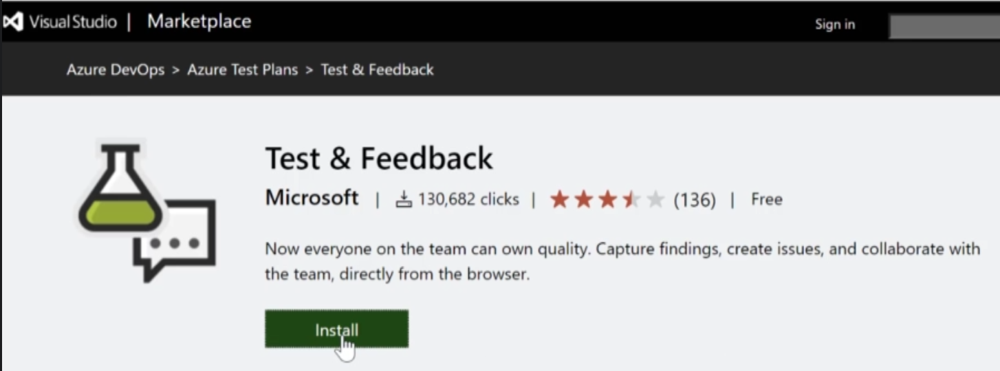 Visual Studio | Marketplace
Sign in
Azure DevOps > Azure Test Plans > Test & Feedback
Test & Feedback
Microsoft | 130,682 clicks | (136) | Free
Now everyone on the team can own quality. Capture findings, create issues, and collaborate with
the team, directly from the browser.
Install